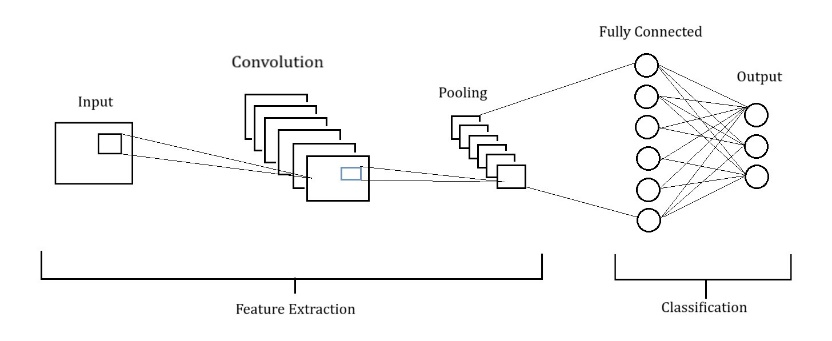 Input
Convolution
Pooling
Fully Connected
Output
Feature Extraction
Classification